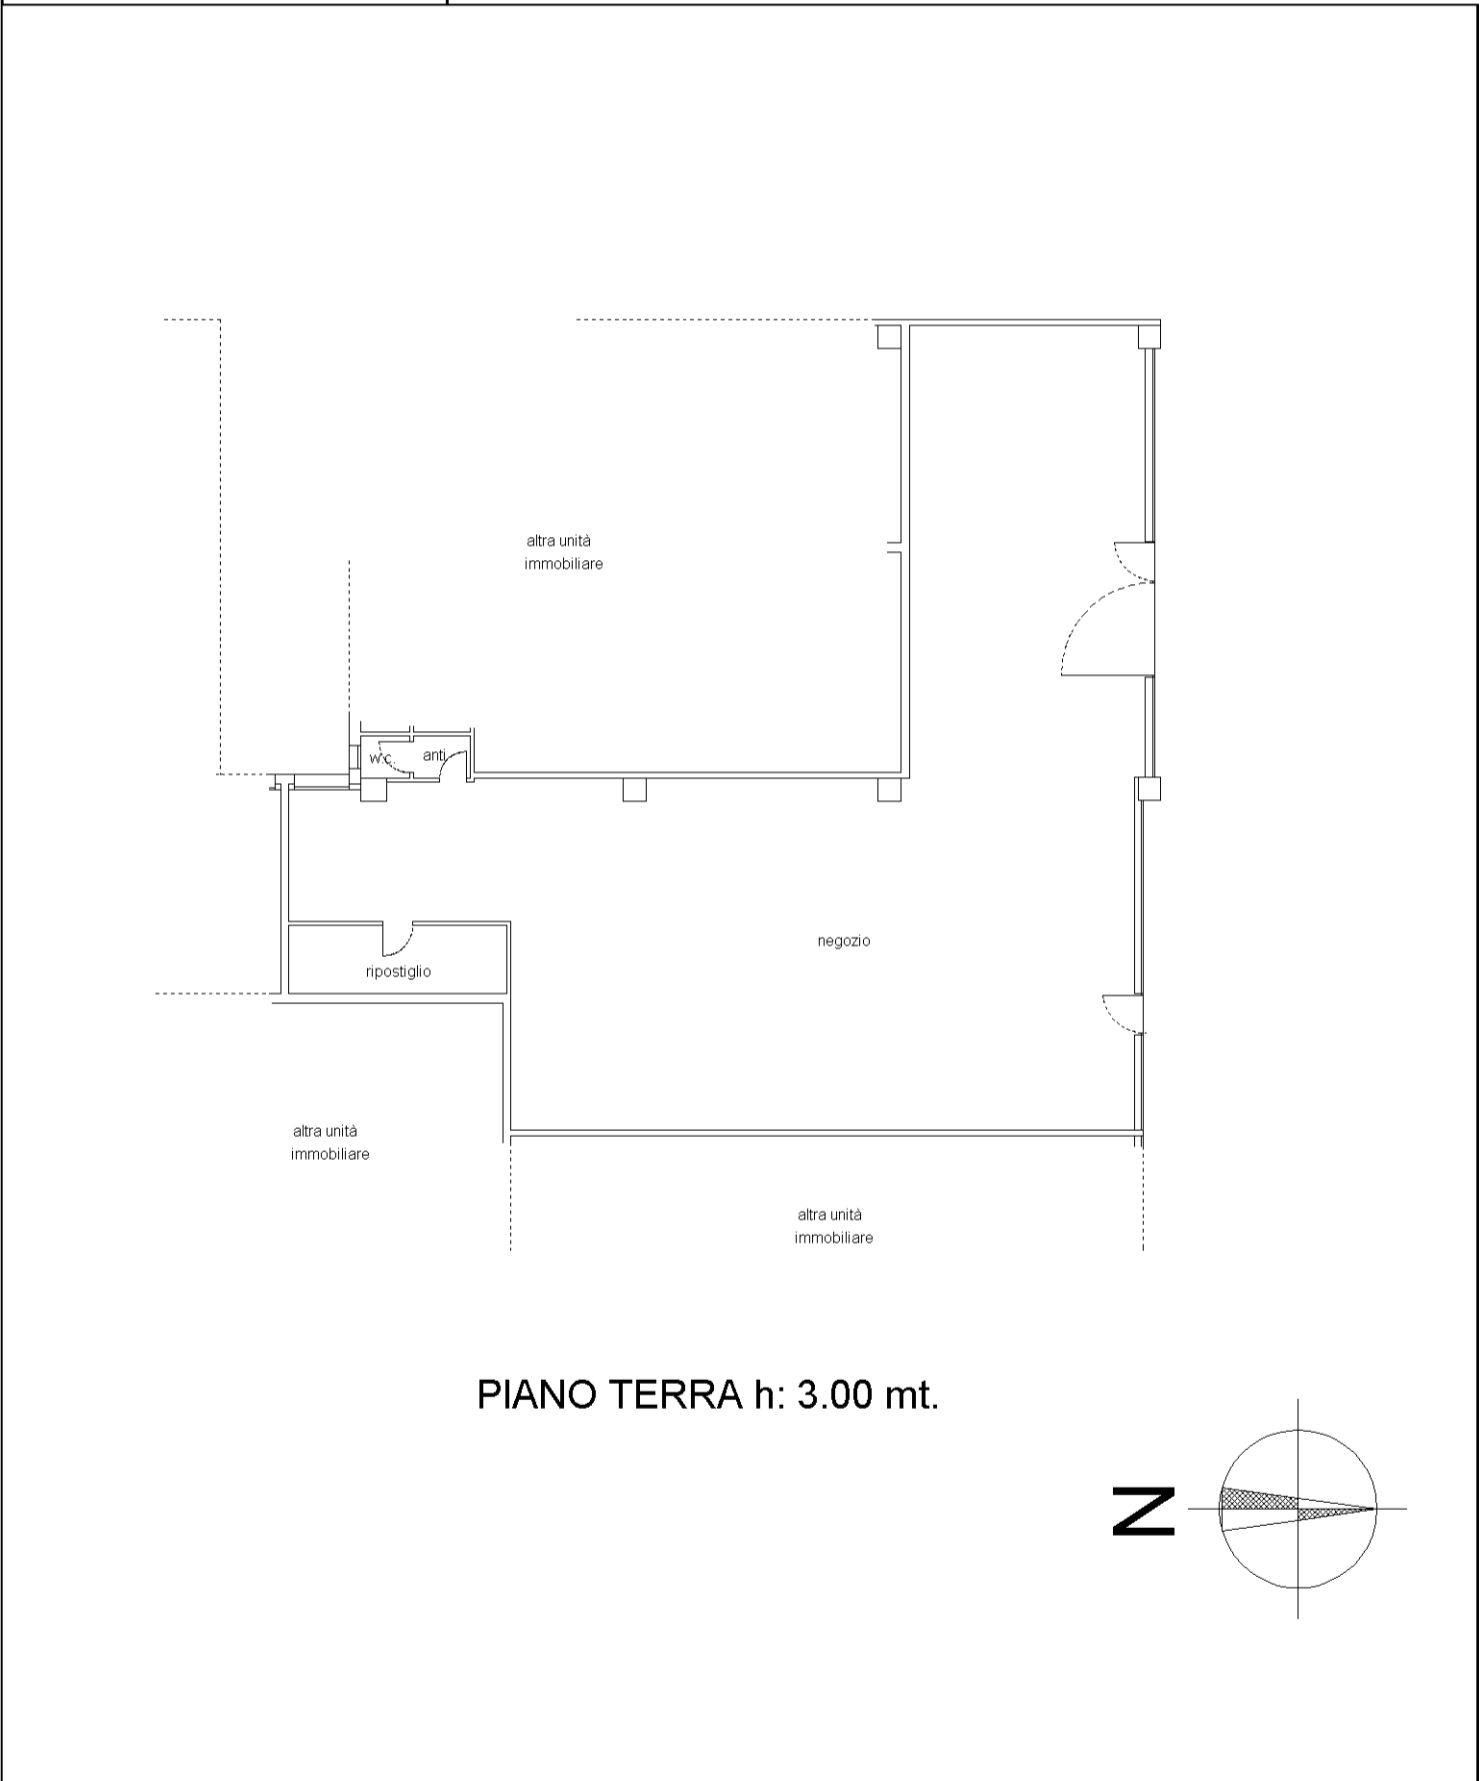 altra unità
immobiliare
w.c.
anti
negozio
ripostiglio
altra unità
immobiliare
altra unità
immobiliare
PIANO TERRA h: 3.00 mt.
N